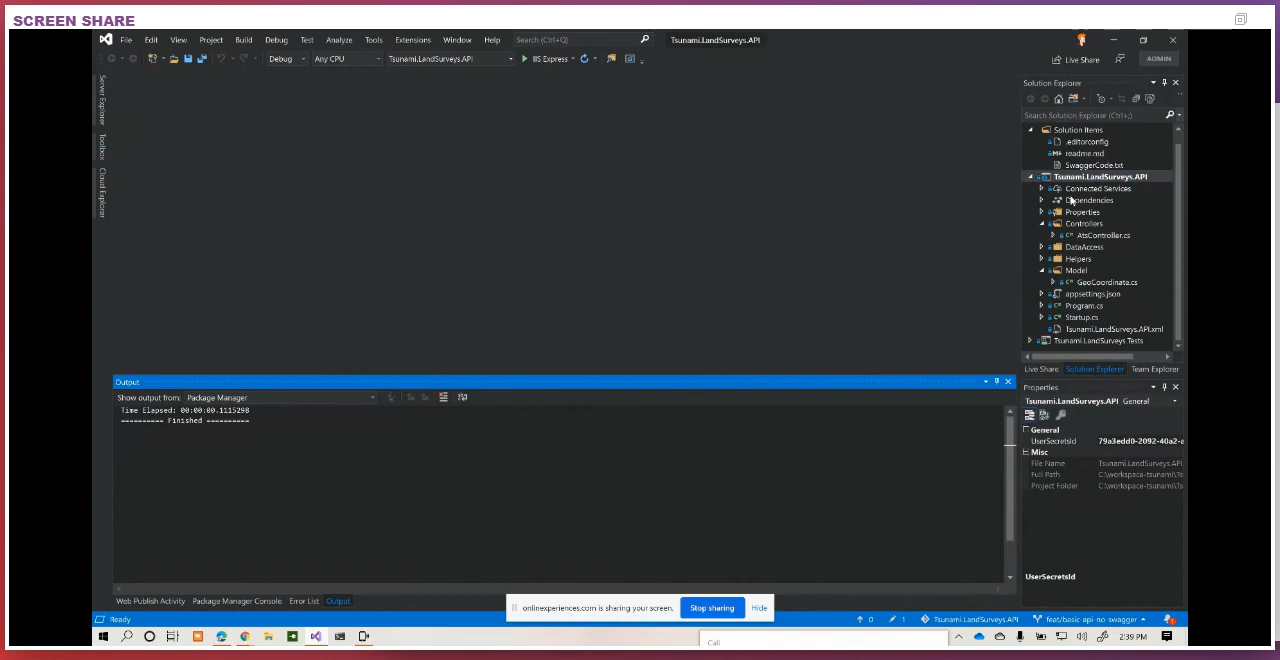 SCREEN SHARE
File Edit View Project Build Debug Test Analyze Tools Extensions Window Help Search (Ctrl+Q) Tsunami.LandSurveys.API
Live Share ADMIN
Debug Any CPU Tsunami.LandSurveys.API IIS Express
Server Explorer
Toolbox
Cloud Explorer
Solution Explorer
Search Solution Explorer (Ctrl+;)
Solution Items
.editorconfig
readme.md
SwaggerCode.txt
Tsunami.LandSurveys.API
Connected Services
Dependencies
Properties
Controllers
AtsController.cs
DataAccess
Helpers
Model
GeoCoordinate.cs
appsettings.json
Program.cs
Startup.cs
Tsunami.LandSurveys.API.xml
Tsunami.LandSurveys.Tests
Live Share Solution Explorer Team Explorer
Properties
Tsunami.LandSurveys.API General
General
UserSecretsId 79a3edd0-2092-40a2-a
Misc
File Name Tsunami.LandSurveys.API
Full Path C:\workspace-tsunami\Ts
Project Folder C:\workspace-tsunami\Ts
UserSecretsId
Output
Show output from: Package Manager
Time Elapsed: 00:00:00.1115298
========== Finished ==========
Web Publish Activity Package Manager Console Error List Output
onlinexperiences.com is sharing your screen. Stop sharing Hide
Ready 0 1 Tsunami.LandSurveys.API feat/basic api no swagger
Call
2:39 PM